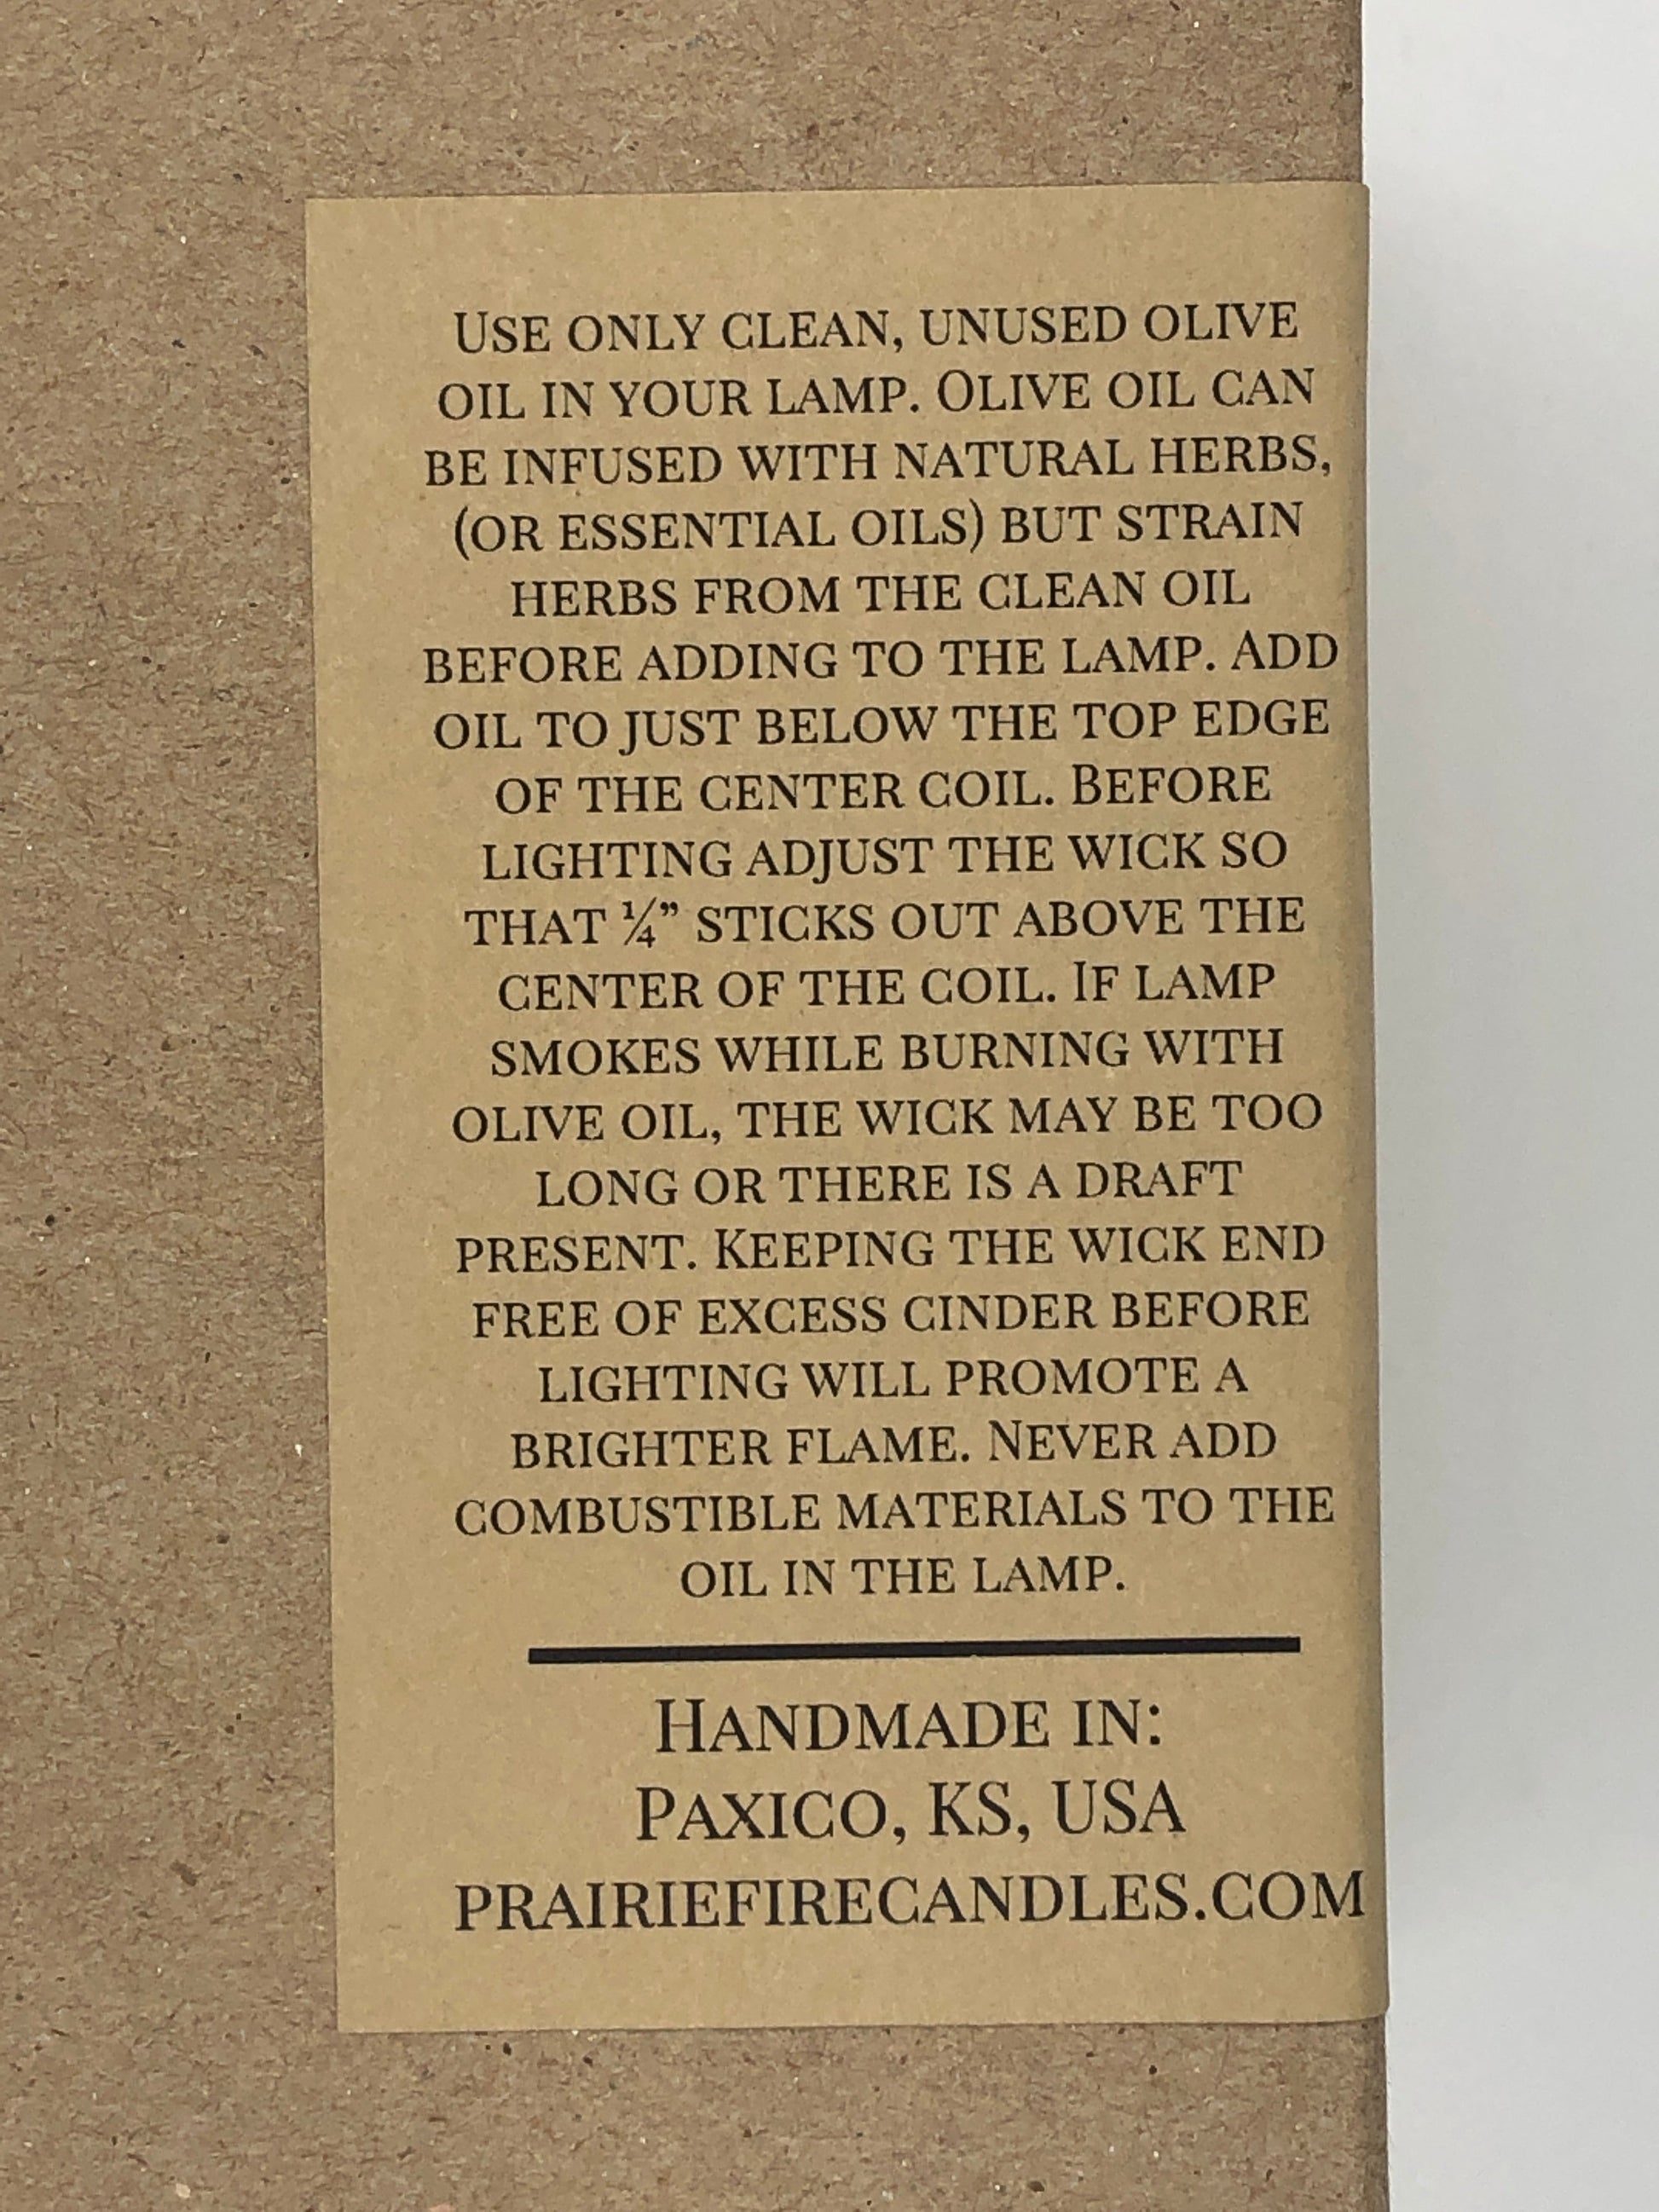 Use only clean, unused olive
oil in your lamp. Olive oil can
be infused with natural herbs,
(or essential oils) but strain
herbs from the clean oil
before adding to the lamp. Add
oil to just below the top edge
of the center coil. Before
lighting adjust the wick so
that ¼” sticks out above the
center of the coil. If lamp
smokes while burning with
olive oil, the wick may be too
long or there is a draft
present. Keeping the wick end
free of excess cinder before
lighting will promote a
brighter flame. Never add
combustible materials to the
oil in the lamp.
Handmade in:
Paxico, KS, USA
prairiefirecandles.com